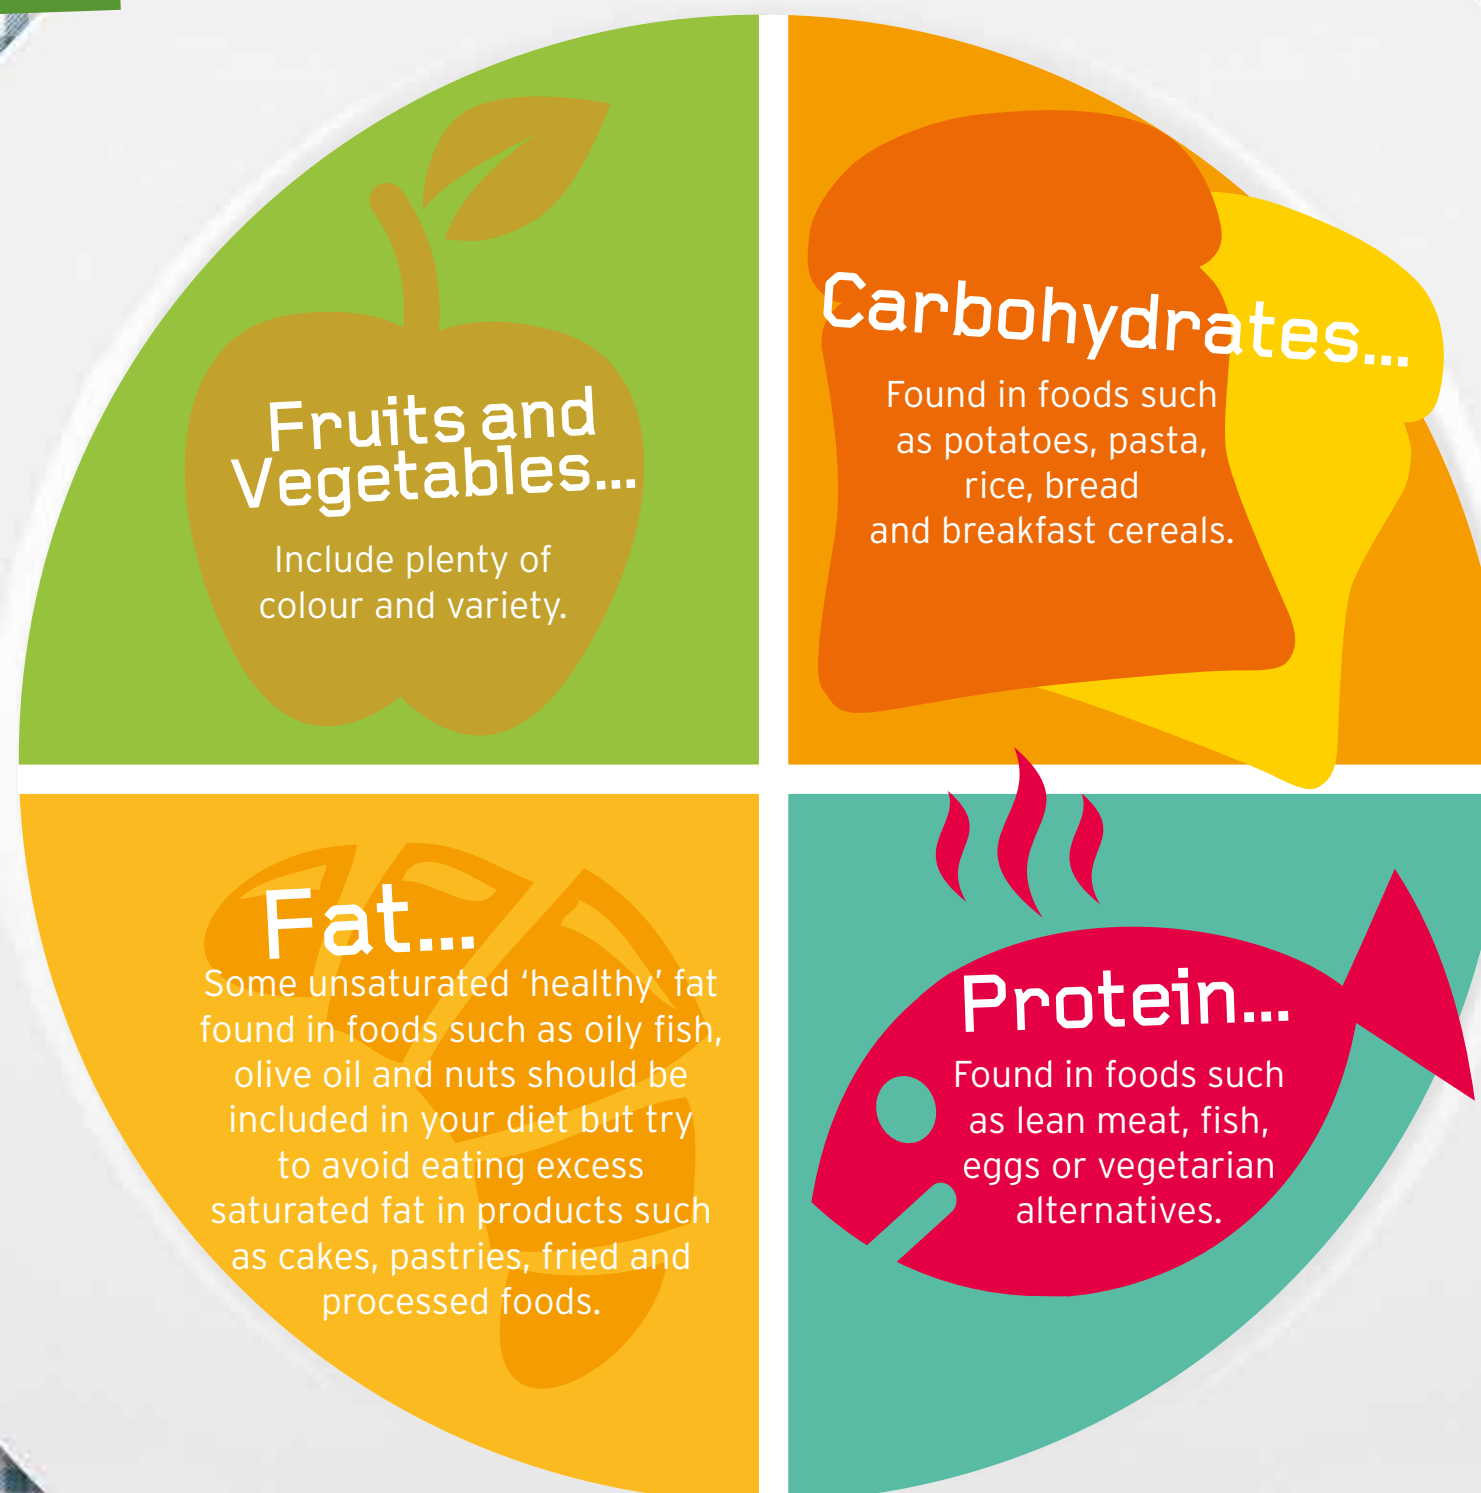 Fruits and
Vegetables...
Include plenty of
colour and variety.
Carbohydrates...
Found in foods such
as potatoes, pasta,
rice, bread
and breakfast cereals.
Fat...
Some unsaturated ‘healthy’ fat
found in foods such as oily fish,
olive oil and nuts should be
included in your diet but try
to avoid eating excess
saturated fat in products such
as cakes, pastries, fried and
processed foods.
Protein...
Found in foods such
as lean meat, fish,
eggs or vegetarian
alternatives.